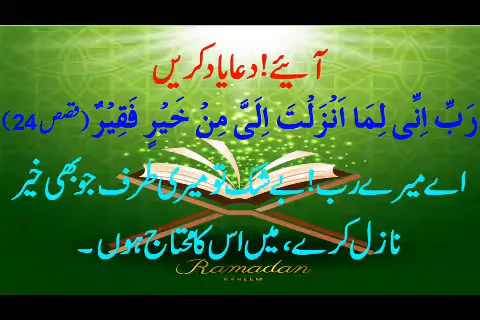 آئیے! دعا یاد کریں
رَبِّ اِنِّی لِمَا اَنْزَلْتَ اِلَیَّ مِنْ خَیْرٍ فَقِیْرٌ (قصص 24)
اے میرے رب! بے شک تو میری طرف جو بھی خیر
نازل کرے، میں اس کا محتاج ہوں۔
Ramadan
KAREEM